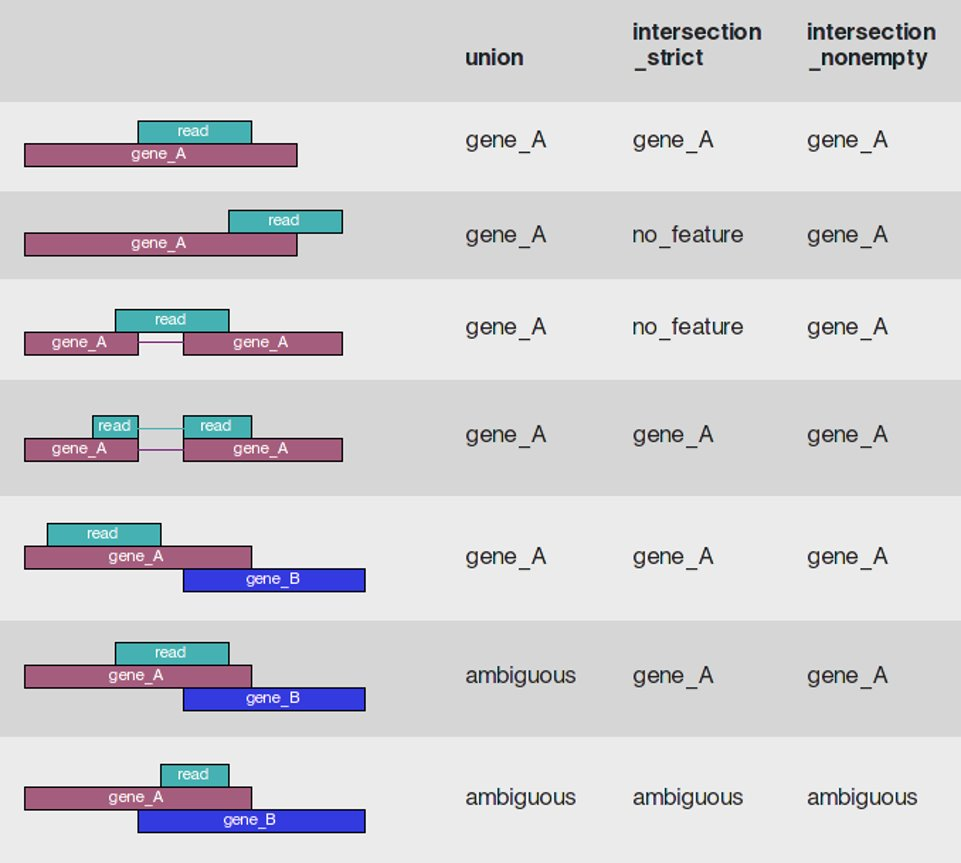 union
intersection
_strict
intersection
_nonempty
read
gene_A
gene_A gene_A gene_A
read
gene_A
gene_A no_feature gene_A
read
gene_A gene_A
gene_A no_feature gene_A
read read
gene_A gene_A
gene_A gene_A gene_A
read
gene_A
gene_B
gene_A gene_A gene_A
read
gene_A
gene_B
ambiguous gene_A gene_A
read
gene_A
gene_B
ambiguous ambiguous ambiguous